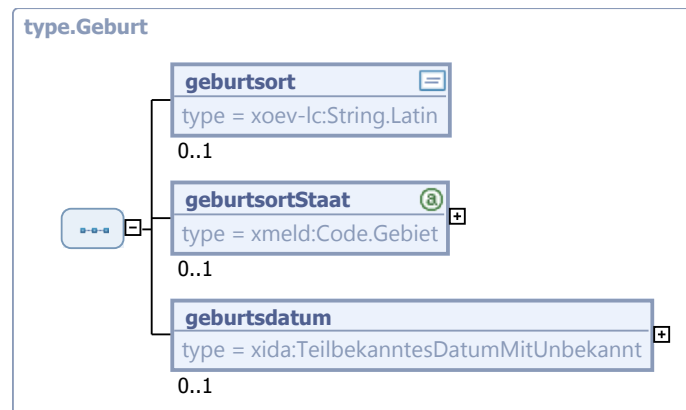 type.Geburt
geburtsort
type = xoev-lc:String.Latin
0..1
geburtsortStaat
type = xmeld:Code.Gebiet
0..1
geburtsdatum
type = xida:TeilbekanntesDatumMitUnbekannt
0..1